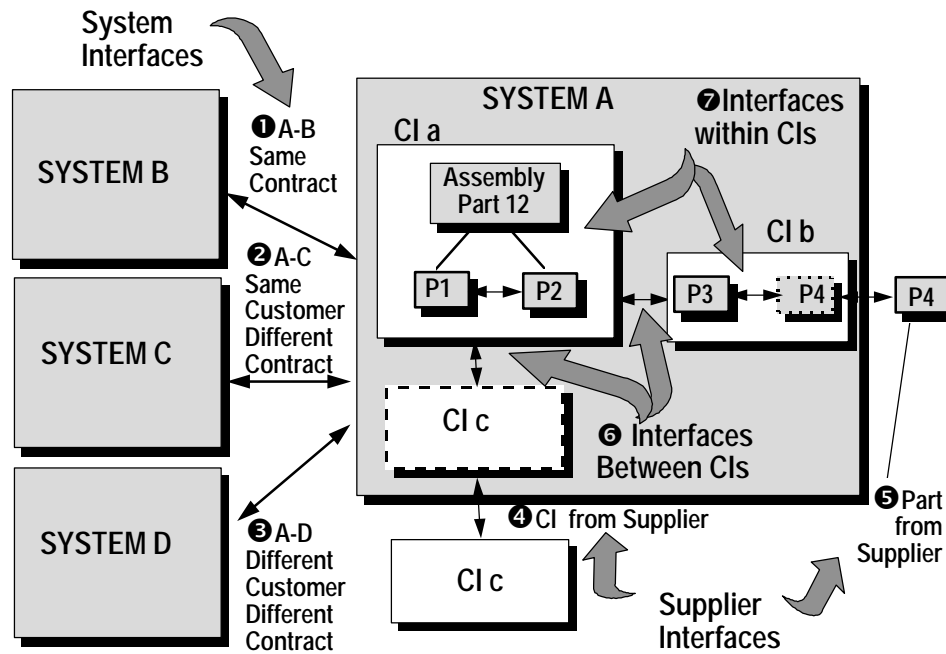 System
Interfaces
SYSTEM B
❶A-B
Same
Contract
SYSTEM C
❷A-C
Same
Customer
Different
Contract
SYSTEM D
❸A-D
Different
Customer
Different
Contract
SYSTEM A
CI a
Assembly
Part 12
P1
P2
❼Interfaces
within CIs
CI b
P3
P4
P4
CI c
❻ Interfaces
Between CIs
❹CI from Supplier
CI c
❺Part
from
Supplier
Supplier
Interfaces